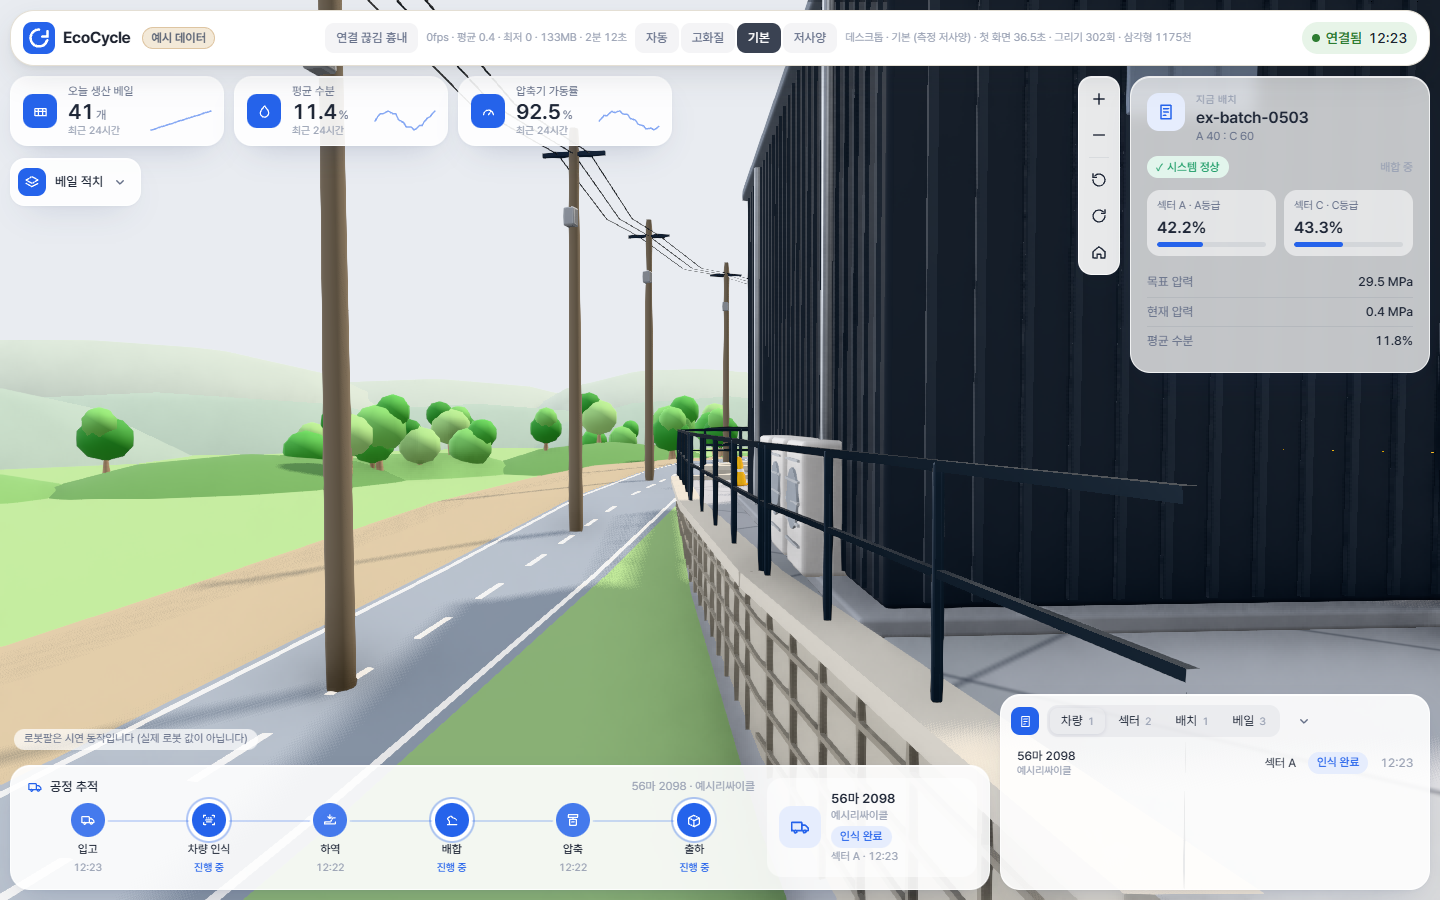 EcoCycle
예시 데이터
연결 끊김 흉내
0fps · 평균 0.4 · 최저 0 · 133MB · 2분 12초
자동
고화질
기본
저사양
데스크톱 · 기본 (측정 저사양) · 첫 화면 36.5초 · 그리기 302회 · 삼각형 1175천
연결됨 12:23
오늘 생산 베일
41개
최근 24시간
평균 수분
11.4%
최근 24시간
압축기 가동률
92.5%
최근 24시간
베일 적치
지금 배치
ex-batch-0503
A 40 : C 60
✓ 시스템 정상
배합 중
섹터 A · A등급
42.2%
섹터 C · C등급
43.3%
목표 압력 29.5 MPa
현재 압력 0.4 MPa
평균 수분 11.8%
로봇팔은 시연 동작입니다 (실제 로봇 값이 아닙니다)
공정 추적
56마 2098 · 예시리싸이클
입고
12:23
차량 인식
진행 중
하역
12:22
배합
진행 중
압축
12:22
출하
진행 중
56마 2098
예시리싸이클
인식 완료
섹터 A · 12:23
차량 1
섹터 2
배치 1
베일 3
56마 2098
예시리싸이클
섹터 A 인식 완료 12:23